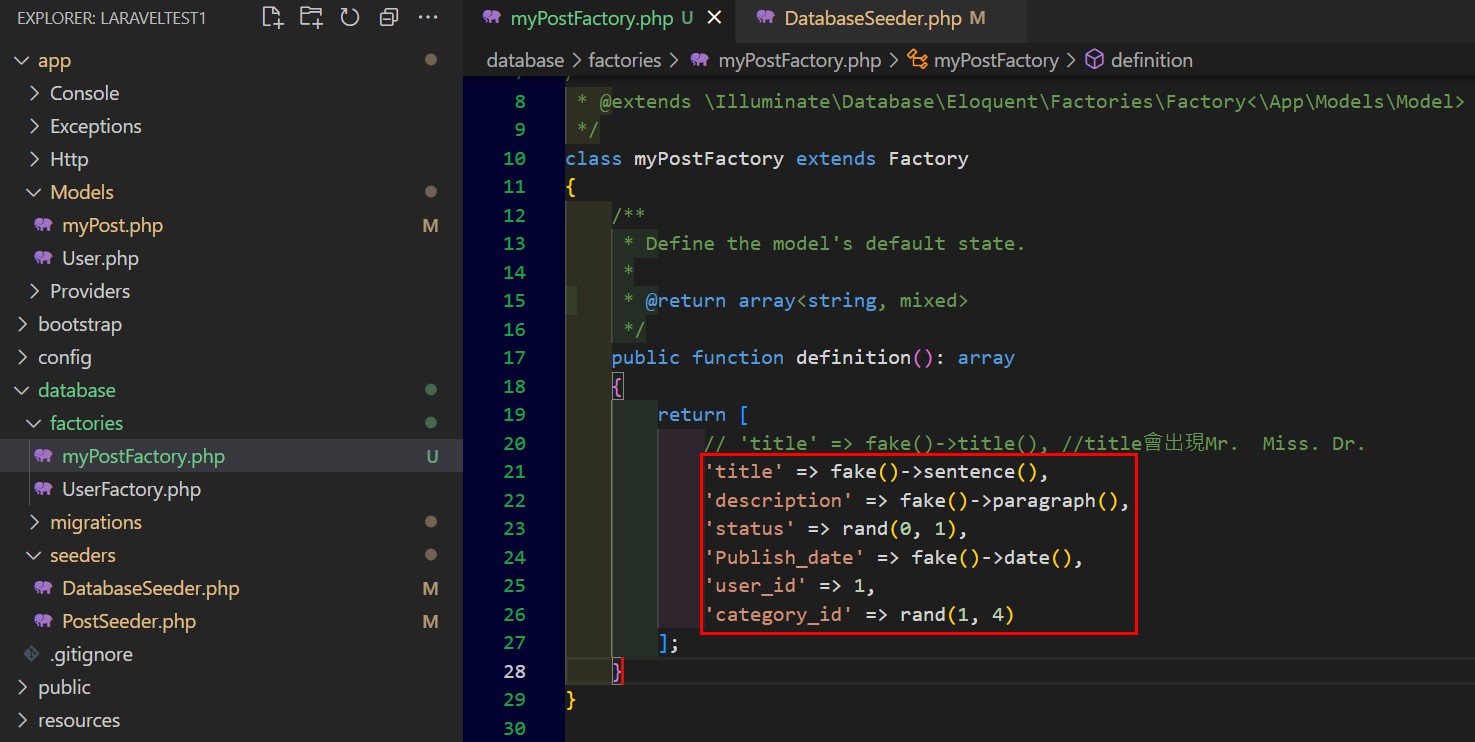 EXPLORER: LARAVELTEST1
app
Console
Exceptions
Http
Models
myPost.php M
User.php
Providers
bootstrap
config
database
factories
myPostFactory.php U
UserFactory.php
migrations
seeders
DatabaseSeeder.php M
PostSeeder.php M
.gitignore
public
resources
myPostFactory.php U
DatabaseSeeder.php M
database > factories > myPostFactory.php > myPostFactory > definition
8 * @extends \Illuminate\Database\Eloquent\Factories\Factory<\App\Models\Model>
9 */
10 class myPostFactory extends Factory
11 {
12 /**
13 * Define the model's default state.
14 *
15 * @return array<string, mixed>
16 */
17 public function definition(): array
18 {
19 return [
20 // 'title' => fake()->title(), //title會出現Mr. Miss. Dr.
21 'title' => fake()->sentence(),
22 'description' => fake()->paragraph(),
23 'status' => rand(0, 1),
24 'Publish_date' => fake()->date(),
25 'user_id' => 1,
26 'category_id' => rand(1, 4)
27 ];
28 }
29 }
30